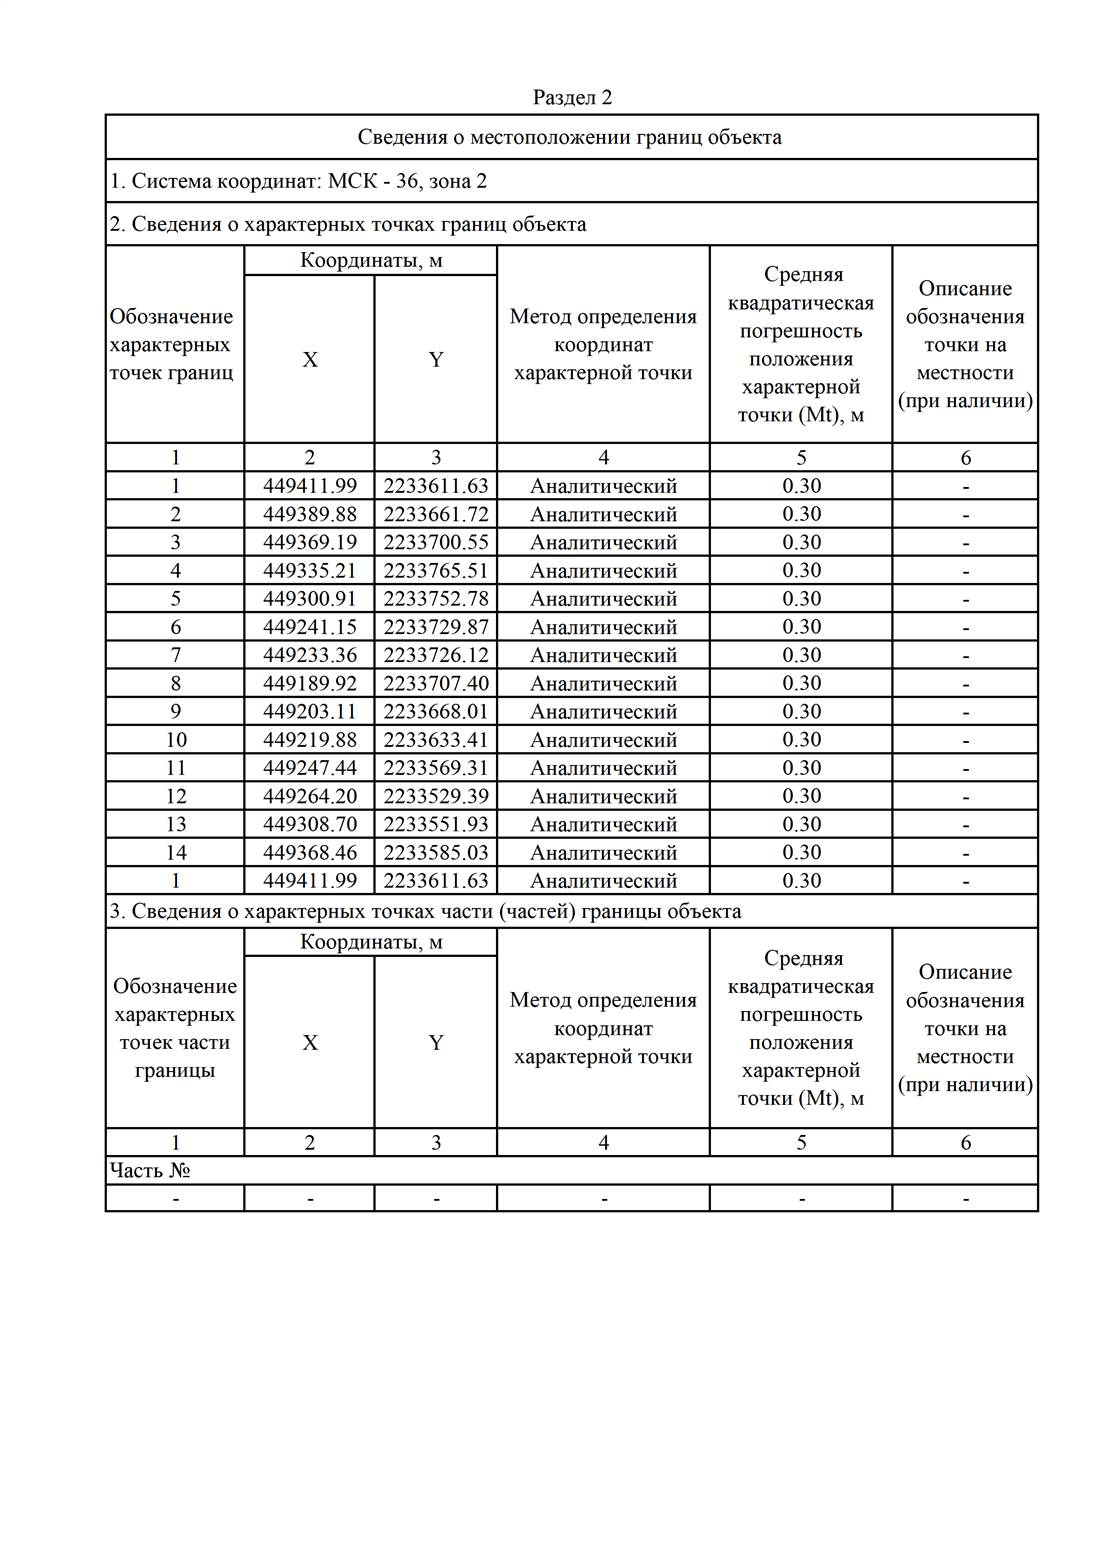 Раздел 2
Сведения о местоположении границ объекта
1. Система координат: МСК - 36, зона 2
2. Сведения о характерных точках границ объекта
Обозначение характерных точек границ
Координаты, м
X
Y
Метод определения координат характерной точки
Средняя квадратическая погрешность положения характерной точки (Mt), м
Описание обозначения точки на местности (при наличии)
1 2 3 4 5 6
1 449411.99 2233611.63 Аналитический 0.30 -
2 449389.88 2233661.72 Аналитический 0.30 -
3 449369.19 2233700.55 Аналитический 0.30 -
4 449335.21 2233765.51 Аналитический 0.30 -
5 449300.91 2233752.78 Аналитический 0.30 -
6 449241.15 2233729.87 Аналитический 0.30 -
7 449233.36 2233726.12 Аналитический 0.30 -
8 449189.92 2233707.40 Аналитический 0.30 -
9 449203.11 2233668.01 Аналитический 0.30 -
10 449219.88 2233633.41 Аналитический 0.30 -
11 449247.44 2233569.31 Аналитический 0.30 -
12 449264.20 2233529.39 Аналитический 0.30 -
13 449308.70 2233551.93 Аналитический 0.30 -
14 449368.46 2233585.03 Аналитический 0.30 -
1 449411.99 2233611.63 Аналитический 0.30 -
3. Сведения о характерных точках части (частей) границы объекта
Обозначение характерных точек части границы
Координаты, м
X
Y
Метод определения координат характерной точки
Средняя квадратическая погрешность положения характерной точки (Mt), м
Описание обозначения точки на местности (при наличии)
1 2 3 4 5 6
Часть №
- - - - - -